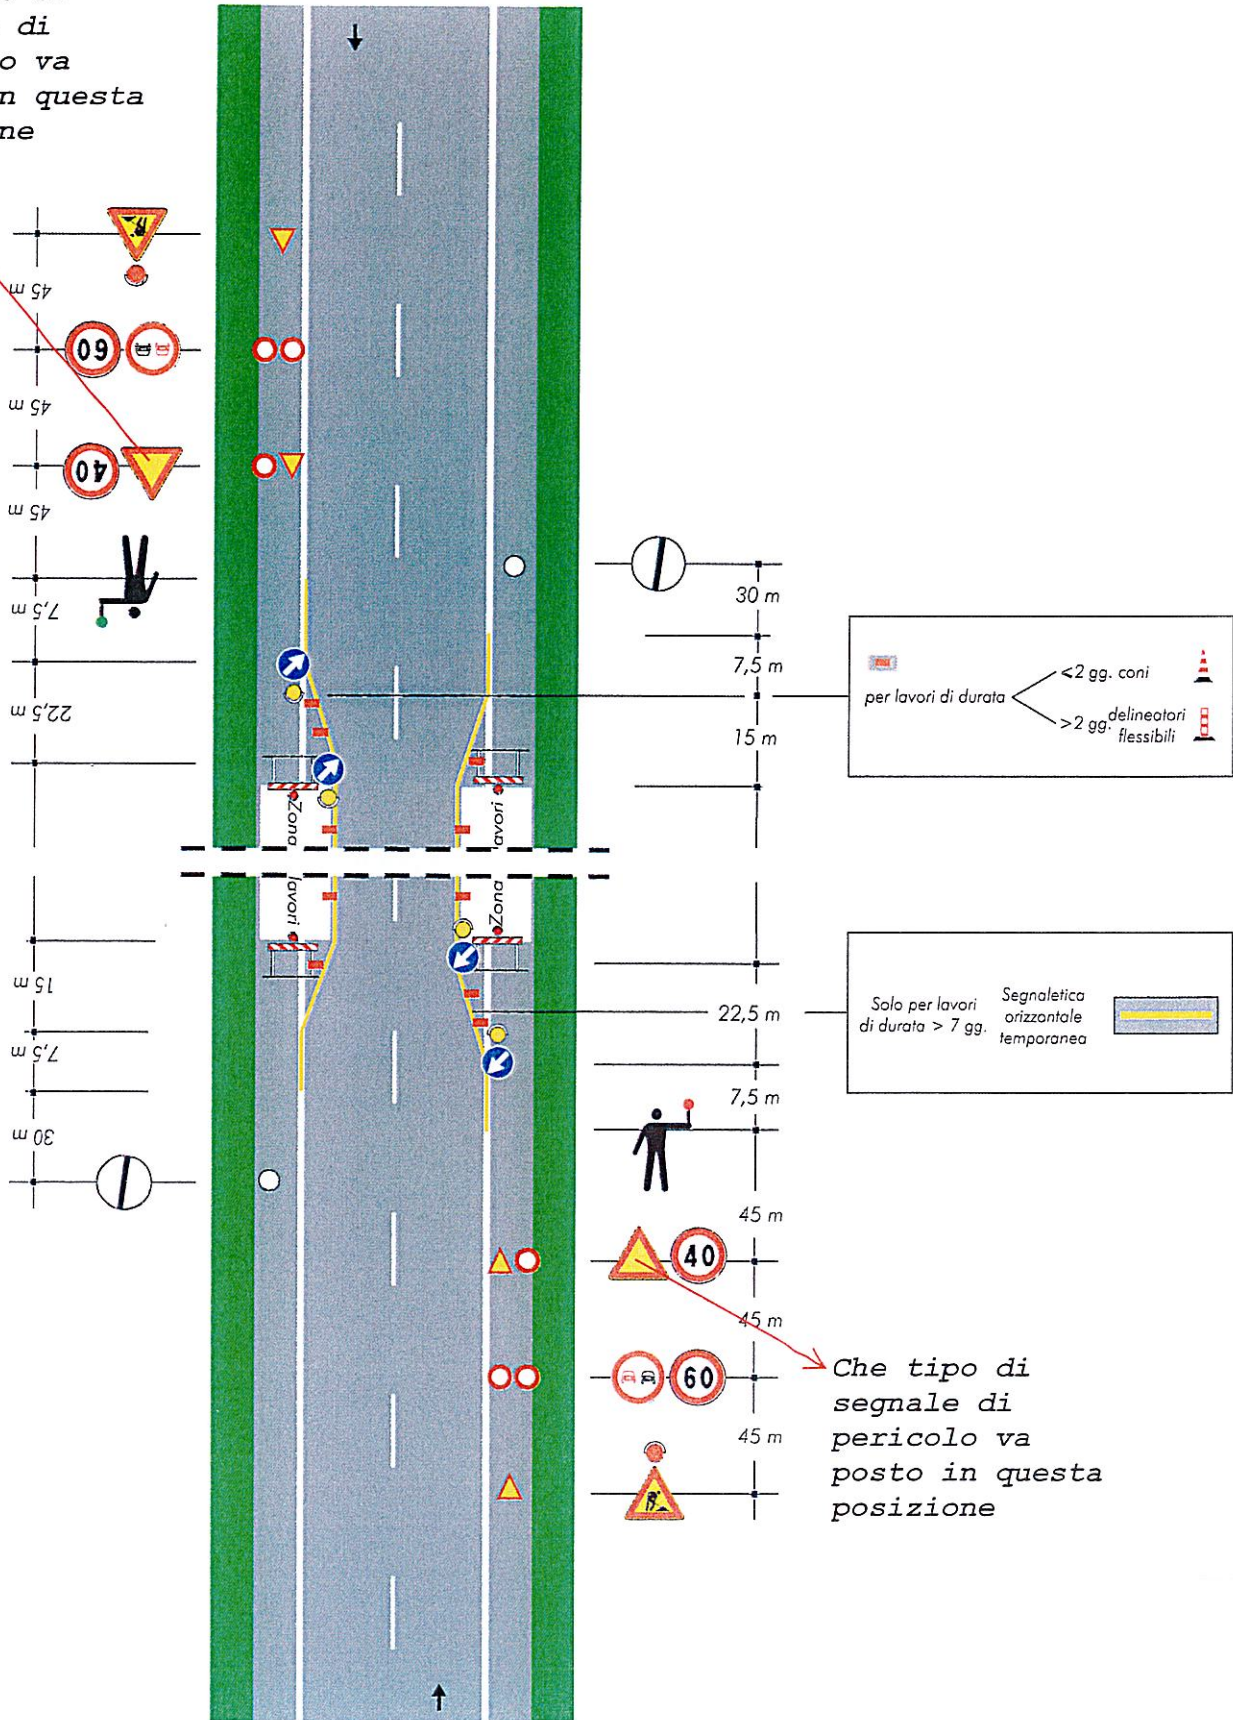 di
va
questa
45 m
60
45 m
40
45 m
7,5 m
22,5 m
30 m
7,5 m
15 m
per lavori di durata
<2 gg. coni
>2 gg. delineatori
flessibili
Zona
lavori
Zona
15 m
7,5 m
30 m
22,5 m
7,5 m
Solo per lavori
di durata > 7 gg.
Segnaletica
orizzontale
temporanea
45 m
40
45 m
60
45 m
Che tipo di
segnale di
pericolo va
posto in questa
posizione